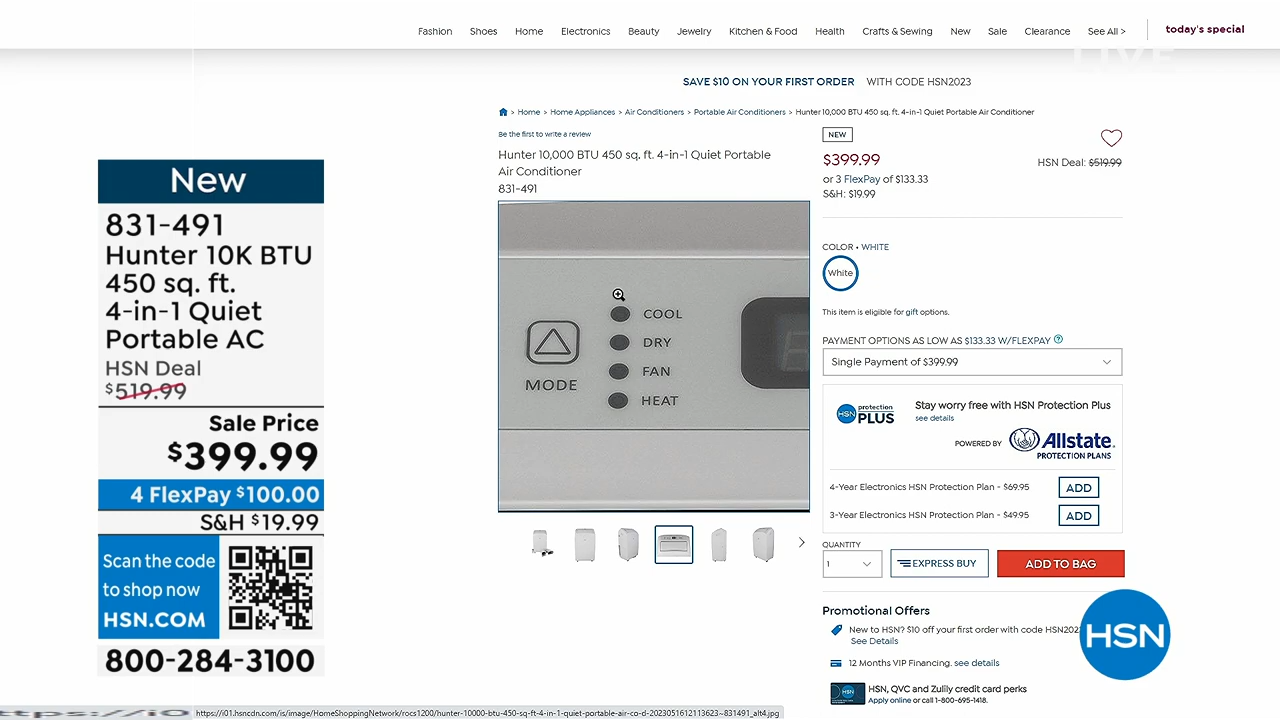 Fashion Shoes Home Electronics Beauty Jewelry Kitchen & Food Health Crafts & Sewing New Sale Clearance See All > today's special
LIVE
SAVE $10 ON YOUR FIRST ORDER WITH CODE HSN2023
> Home > Home Appliances > Air Conditioners > Portable Air Conditioners > Hunter 10,000 BTU 450 sq. ft. 4-in-1 Quiet Portable Air Conditioner
Be the first to write a review
Hunter 10,000 BTU 450 sq. ft. 4-in-1 Quiet Portable
Air Conditioner
831-491
MODE
COOL
DRY
FAN
HEAT
NEW
$399.99
HSN Deal: $519.99
or 3 FlexPay of $133.33
S&H: $19.99
COLOR • WHITE
White
This item is eligible for gift options.
PAYMENT OPTIONS AS LOW AS $133.33 W/FLEXPAY
Single Payment of $399.99
HSN protection PLUS
Stay worry free with HSN Protection Plus
see details
POWERED BY Allstate.
PROTECTION PLANS
4-Year Electronics HSN Protection Plan - $69.95 ADD
3-Year Electronics HSN Protection Plan - $49.95 ADD
QUANTITY
1 EXPRESS BUY ADD TO BAG
Promotional Offers
New to HSN? $10 off your first order with code HSN202
See Details
12 Months VIP Financing. see details
HSN, QVC and Zulily credit card perks
Apply online or call 1-800-695-1418.
HSN
New
831-491
Hunter 10K BTU
450 sq. ft.
4-in-1 Quiet
Portable AC
HSN Deal
$519.99
Sale Price
$399.99
4 FlexPay $100.00
S&H $19.99
Scan the code
to shop now
HSN.COM
800-284-3100
https://i01.hsncdn.com/is/image/HomeShoppingNetwork/rocs1200/hunter-10000-btu-450-sq-ft-4-in-1-quiet-portable-air-co-d-2023051612113623~831491_alt4.jpg